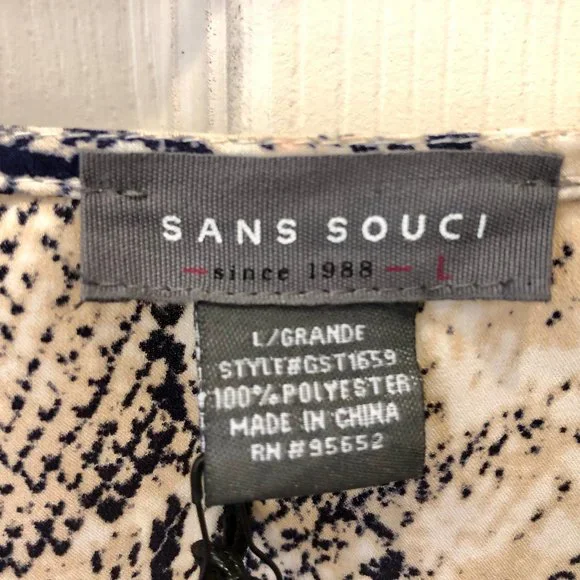 SANS SOUCI
since 1988 L
L/GRANDE
STYLE#GST1659
100%POLYESTER
MADE IN CHINA
RN#95652